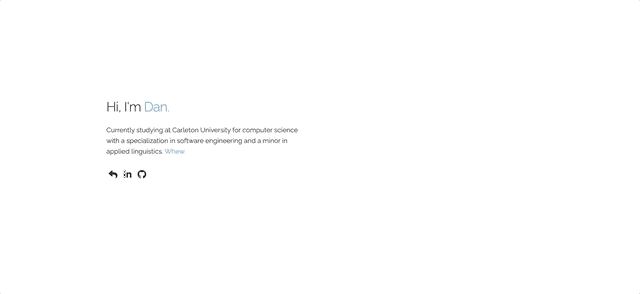 Hi, I'm Dan.
Currently studying at Carleton University for computer science
with a specialization in software engineering and a minor in
applied linguistics. Whew